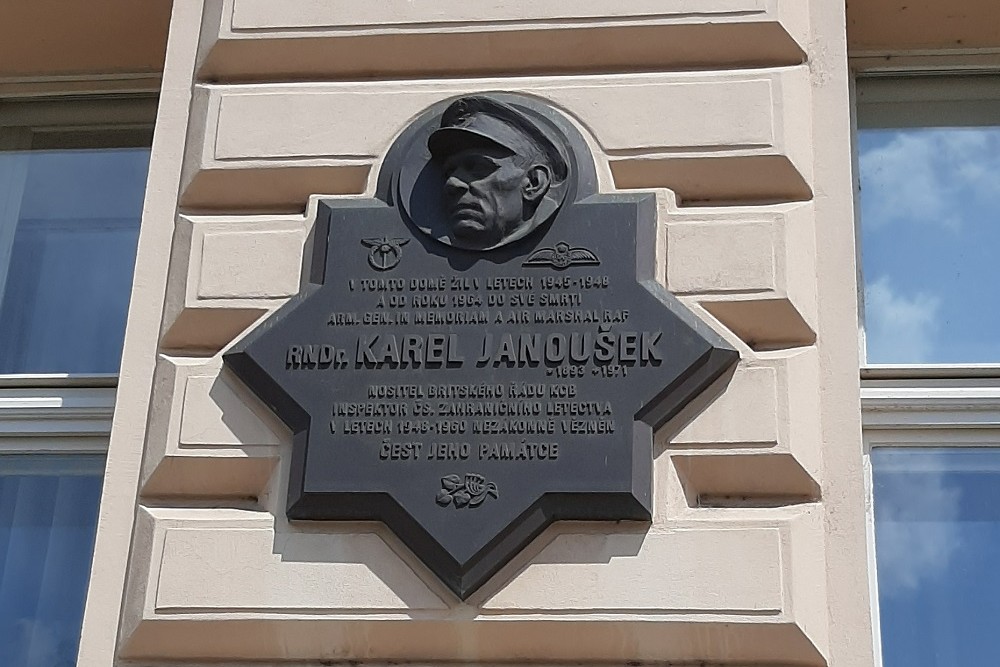 V TOMTO DOMĚ ŽIL V LETECH 1945-1948
A OD ROKU 1964 DO SVÉ SMRTI
ARM. GEN. IN MEMORIAM A AIR MARSHAL RAF
RNDr. KAREL JANOUŠEK
*1893 +1971
NOSITEL BRITSKÉHO ŘÁDU KCB
INSPEKTOR ČS. ZAHRANIČNÍHO LETECTVA
V LETECH 1948-1960 NEZÁKONNĚ VĚZNĚN
ČEST JEHO PAMÁTCE